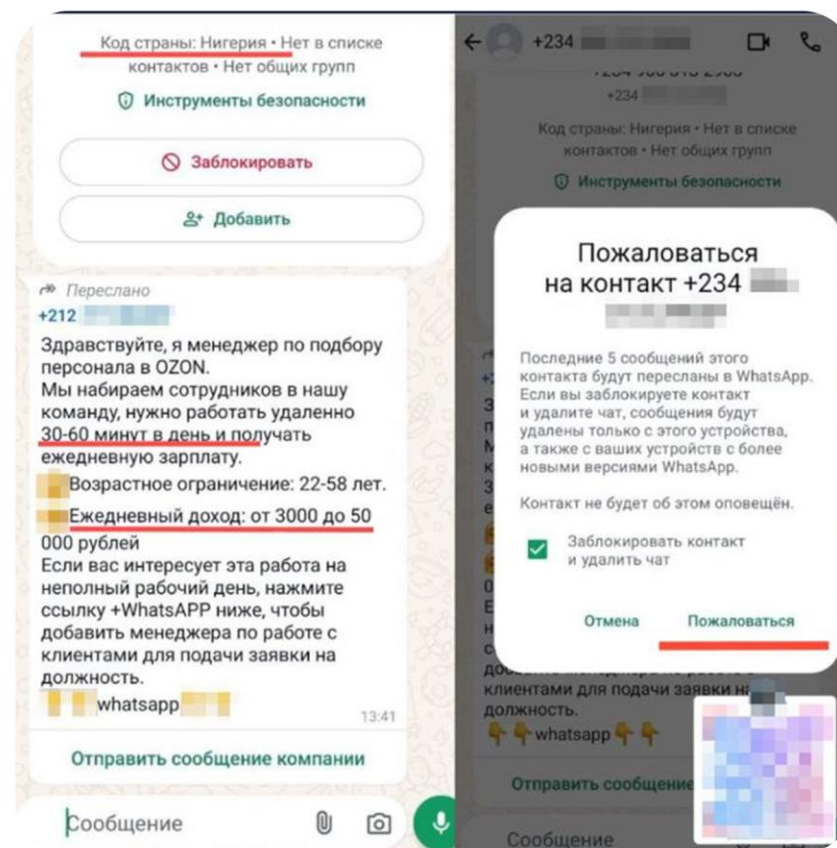 Код страны: Нигерия • Нет в списке
контактов • Нет общих групп
Инструменты безопасности
Заблокировать
Добавить
Переслано
+212
Здравствуйте, я менеджер по подбору
персонала в OZON.
Мы набираем сотрудников в нашу
команду, нужно работать удаленно
30-60 минут в день и получать
ежедневную зарплату.
Возрастное ограничение: 22-58 лет.
Ежедневный доход: от 3000 до 50
000 рублей
Если вас интересует эта работа на
неполный рабочий день, нажмите
ссылку +WhatsAPP ниже, чтобы
добавить менеджера по работе с
клиентами для подачи заявки на
должность.
whatsapp
13:41
Отправить сообщение компании
Сообщение
+234
+234
Код страны: Нигерия • Нет в списке
контактов • Нет общих групп
Инструменты безопасности
Пожаловаться
на контакт +234
Последние 5 сообщений этого
контакта будут пересланы в WhatsApp.
Если вы заблокируете контакт
и удалите чат, сообщения будут
удалены только с этого устройства,
а также с ваших устройств с более
новыми версиями WhatsApp.
Контакт не будет об этом оповещён.
Заблокировать контакт
и удалить чат
Отмена
Пожаловаться
клиентами для подачи заявки на
должность.
whatsapp
Отправить сообщение
Сообщение